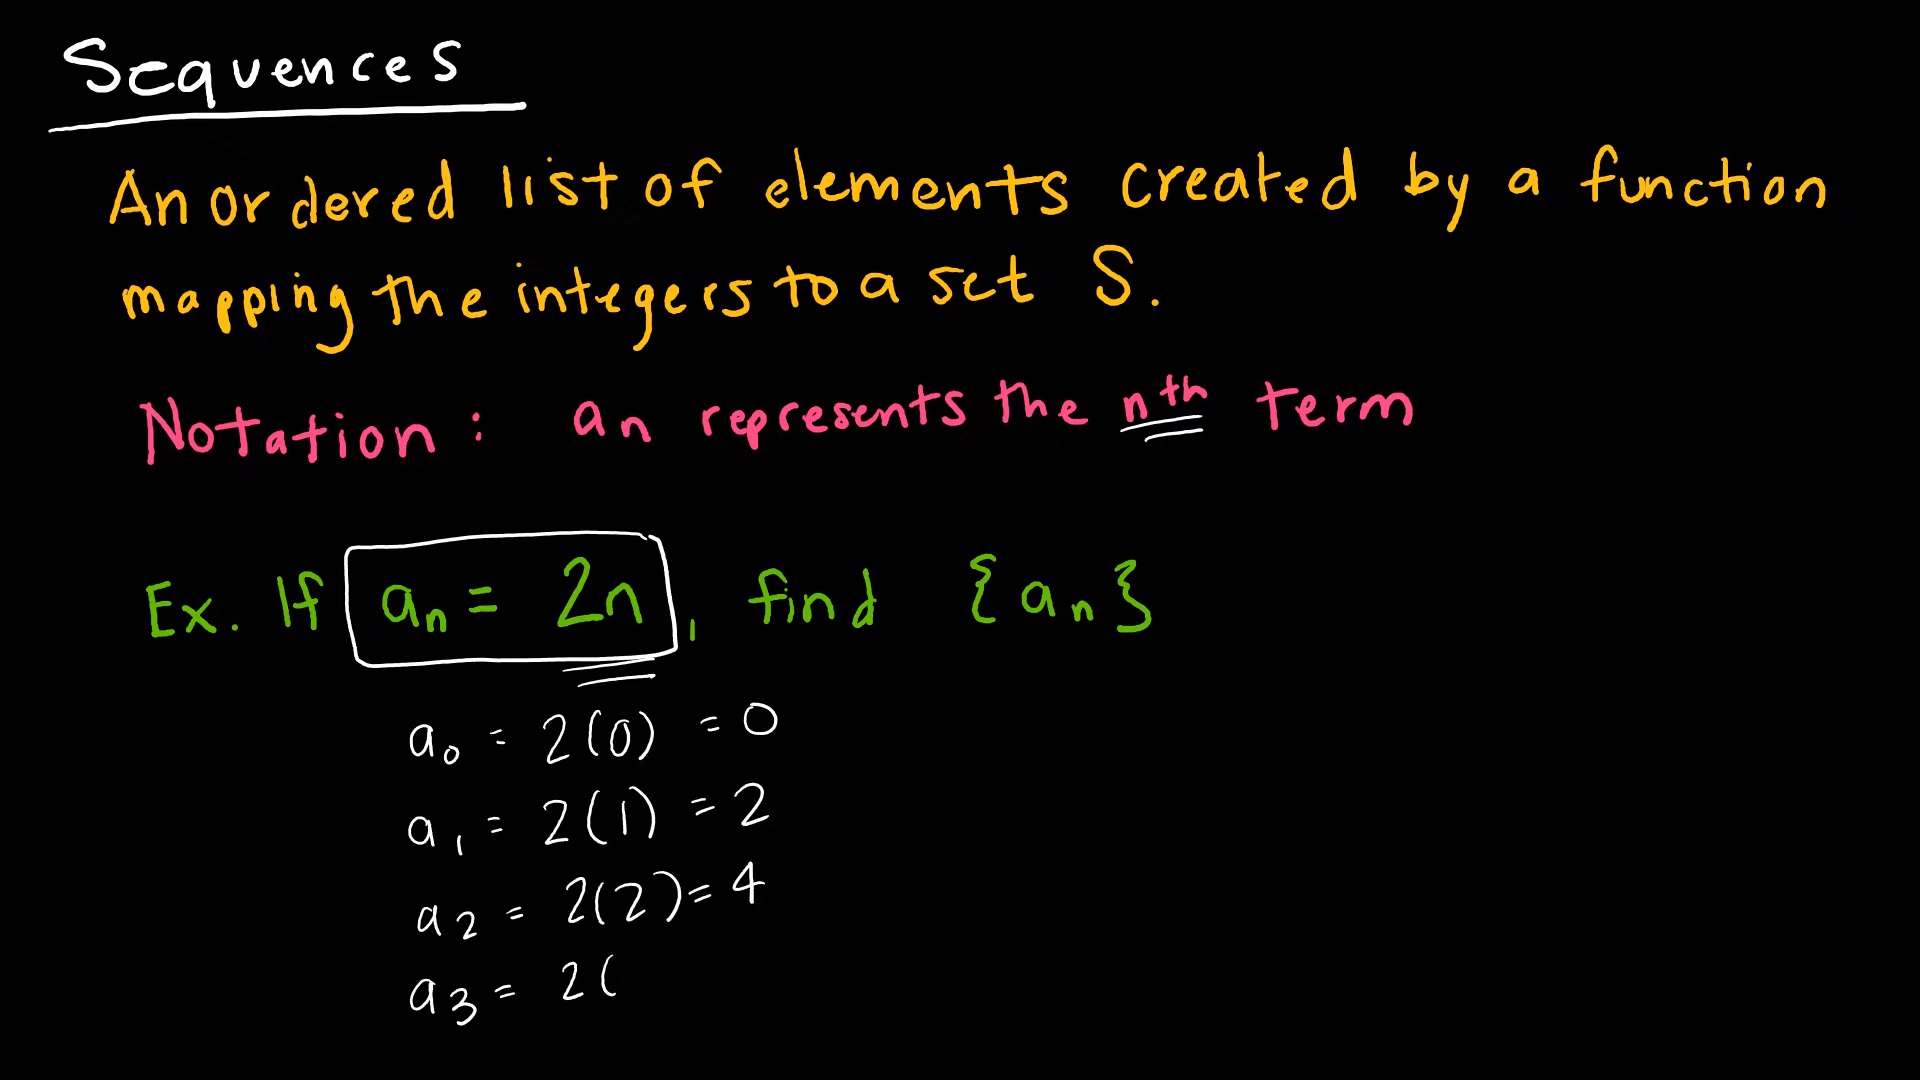 Sequences
An ordered list of elements created by a function
mapping the integers to a set S.
Notation: an represents the nth term
Ex. If an = 2n, find {an}
a0 = 2(0) = 0
a1 = 2(1) = 2
a2 = 2(2) = 4
a3 = 2(